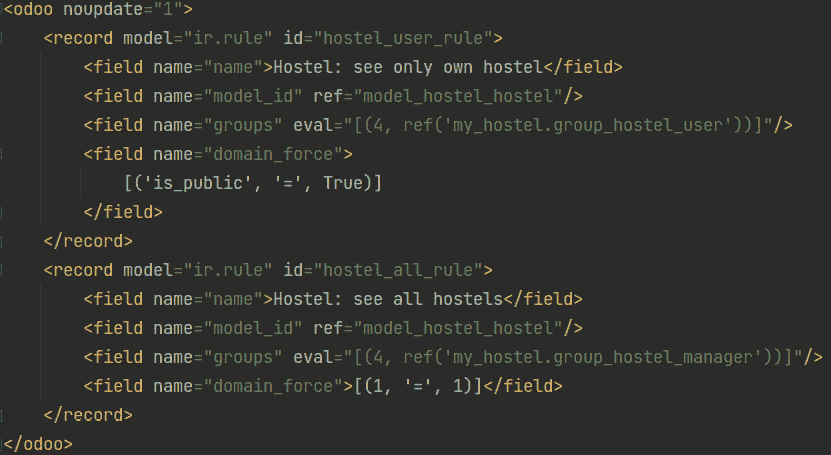 <odoo noupdate="1">
<record model="ir.rule" id="hostel_user_rule">
<field name="name">Hostel: see only own hostel</field>
<field name="model_id" ref="model_hostel_hostel"/>
<field name="groups" eval="[(4, ref('my_hostel.group_hostel_user'))]"/>
<field name="domain_force">
[('is_public', '=', True)]
</field>
</record>
<record model="ir.rule" id="hostel_all_rule">
<field name="name">Hostel: see all hostels</field>
<field name="model_id" ref="model_hostel_hostel"/>
<field name="groups" eval="[(4, ref('my_hostel.group_hostel_manager'))]"/>
<field name="domain_force">[(1, '=', 1)]</field>
</record>
</odoo>